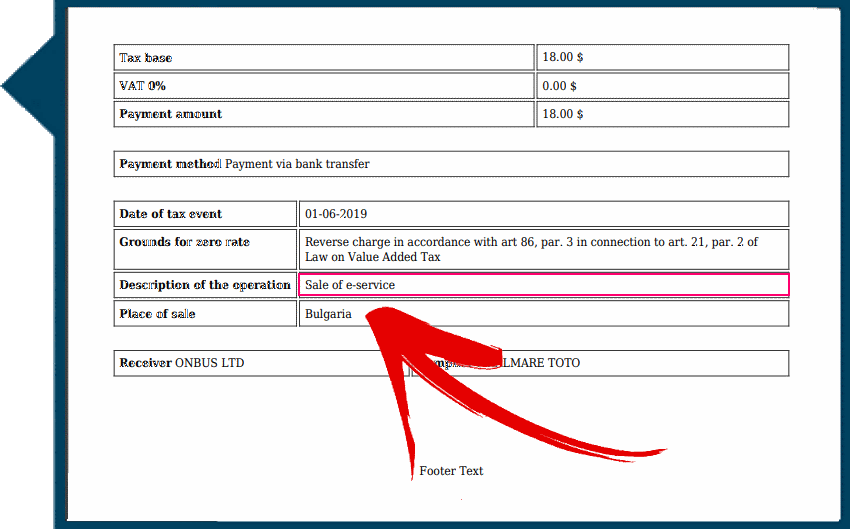 Tax base 18.00 $
VAT 0% 0.00 $
Payment amount 18.00 $
Payment method Payment via bank transfer
Date of tax event 01-06-2019
Grounds for zero rate Reverse charge in accordance with art 86, par. 3 in connection to art. 21, par. 2 of
Law on Value Added Tax
Description of the operation Sale of e-service
Place of sale Bulgaria
Receiver ONBUS LTD LMARE TOTO
Footer Text